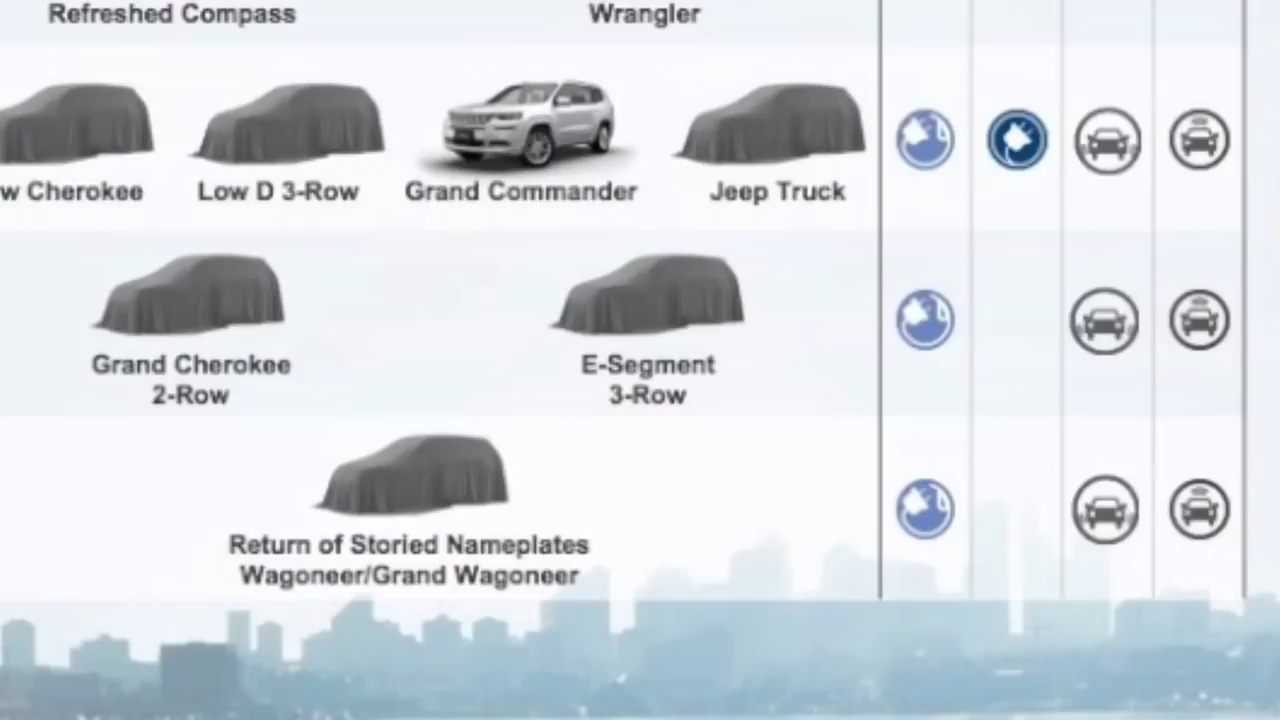 Refreshed Compass
Wrangler
w Cherokee
Low D 3-Row
Grand Commander
Jeep Truck
Grand Cherokee
2-Row
E-Segment
3-Row
Return of Storied Nameplates
Wagoneer/Grand Wagoneer